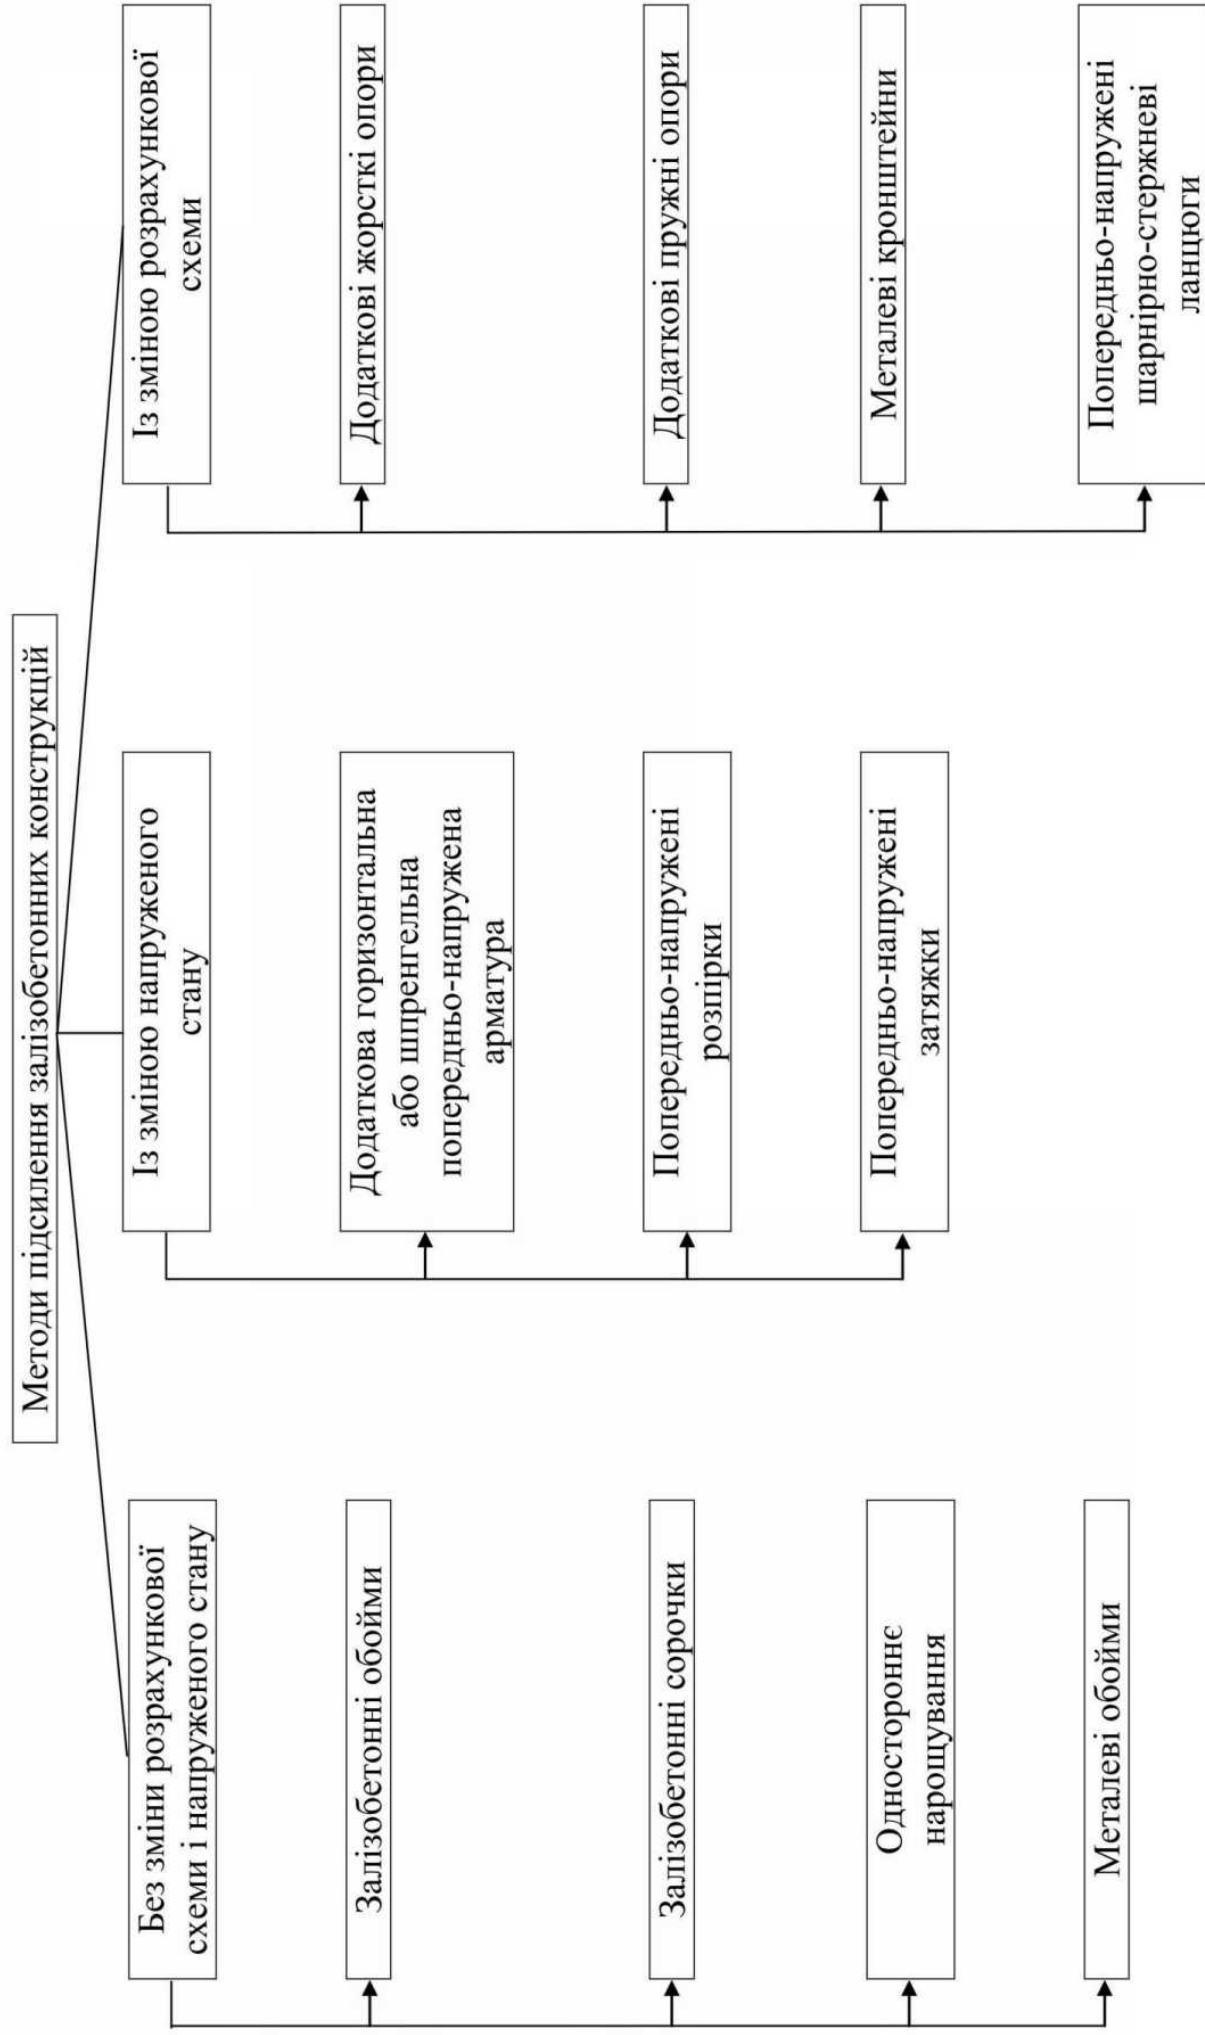 Методи підсилення залізобетонних конструкцій
Без зміни розрахункової
схеми і напруженого стану
Залізобетонні обойми
Залізобетонні сорочки
Одностороннє
нарощування
Металеві обойми
Із зміною напруженого
стану
Додаткова горизонтальна
або шпренгельна
попередньо-напружена
арматура
Попередньо-напружені
розпірки
Попередньо-напружені
затяжки
Із зміною розрахункової
схеми
Додаткові жорсткі опори
Додаткові пружні опори
Металеві кронштейни
Попередньо-напружені
шарнірно-стержневі
ланцюги